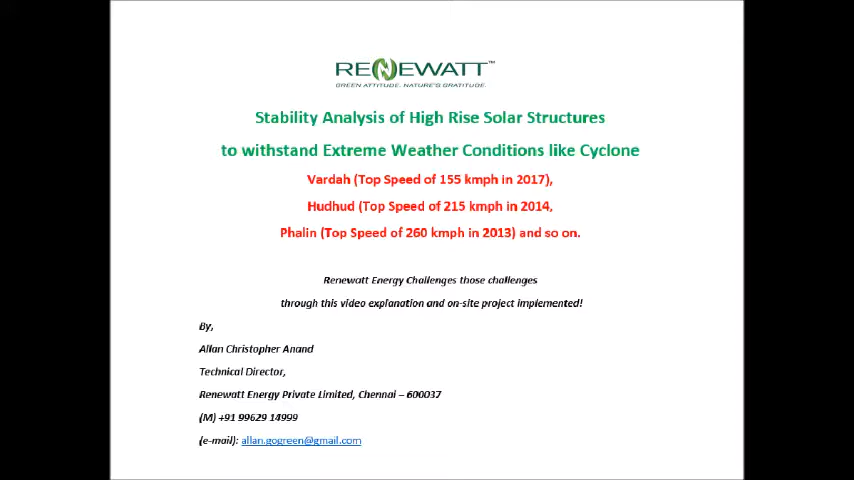 RENEWATT™
GREEN ATTITUDE. NATURE'S GRATITUDE.
Stability Analysis of High Rise Solar Structures
to withstand Extreme Weather Conditions like Cyclone
Vardah (Top Speed of 155 kmph in 2017),
Hudhud (Top Speed of 215 kmph in 2014,
Phalin (Top Speed of 260 kmph in 2013) and so on.
Renewatt Energy Challenges those challenges
through this video explanation and on-site project implemented!
By,
Allan Christopher Anand
Technical Director,
Renewatt Energy Private Limited, Chennai – 600037
(M) +91 99629 14999
(e-mail): allan.gogreen@gmail.com